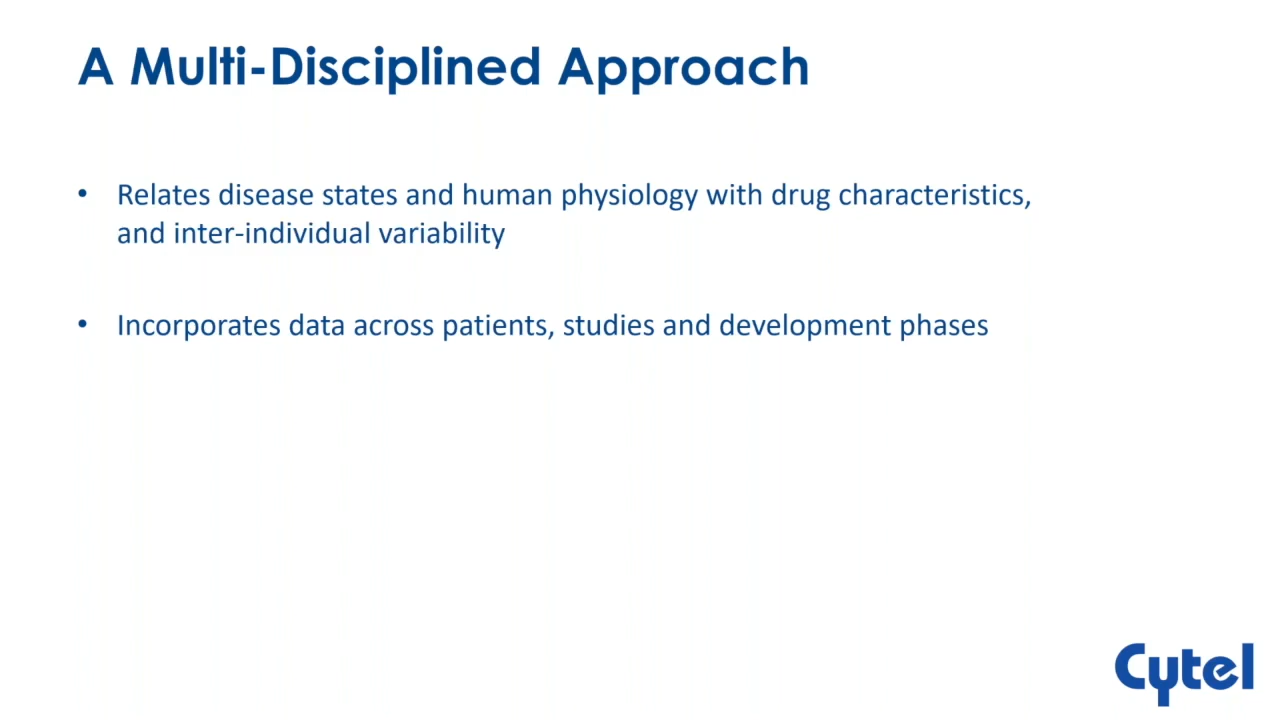 A Multi-Disciplined Approach
• Relates disease states and human physiology with drug characteristics,
and inter-individual variability
• Incorporates data across patients, studies and development phases
Cytel